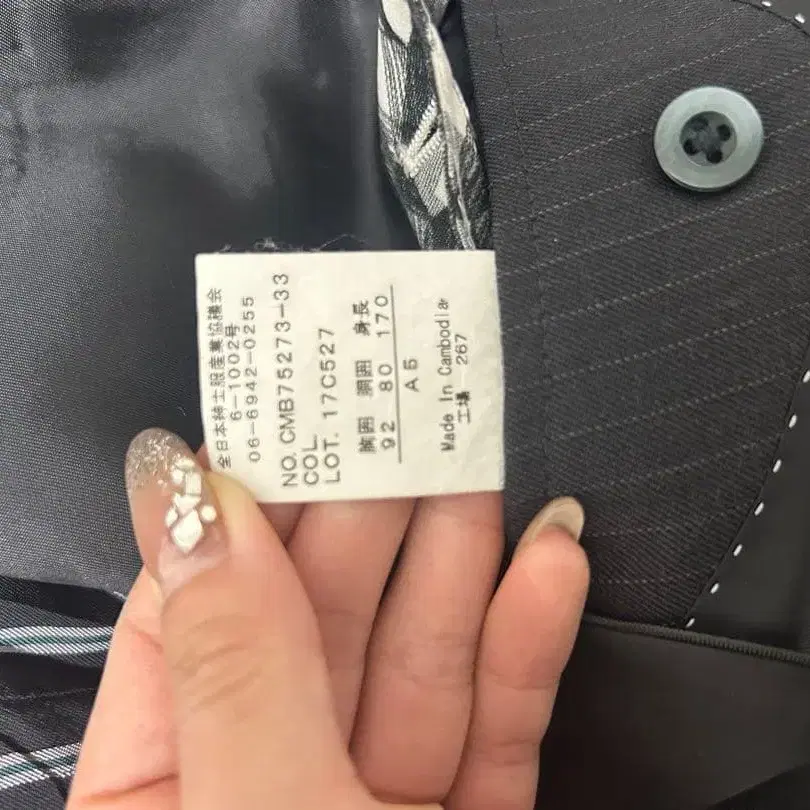 全日本紳士服産業協議会
6-1002号
06-6942-0255
NO. CMB75273-33
COL
LOT. 17C527
胸囲 胴囲 身長
92 80 170
A5
Made In Cambodia
工場 267